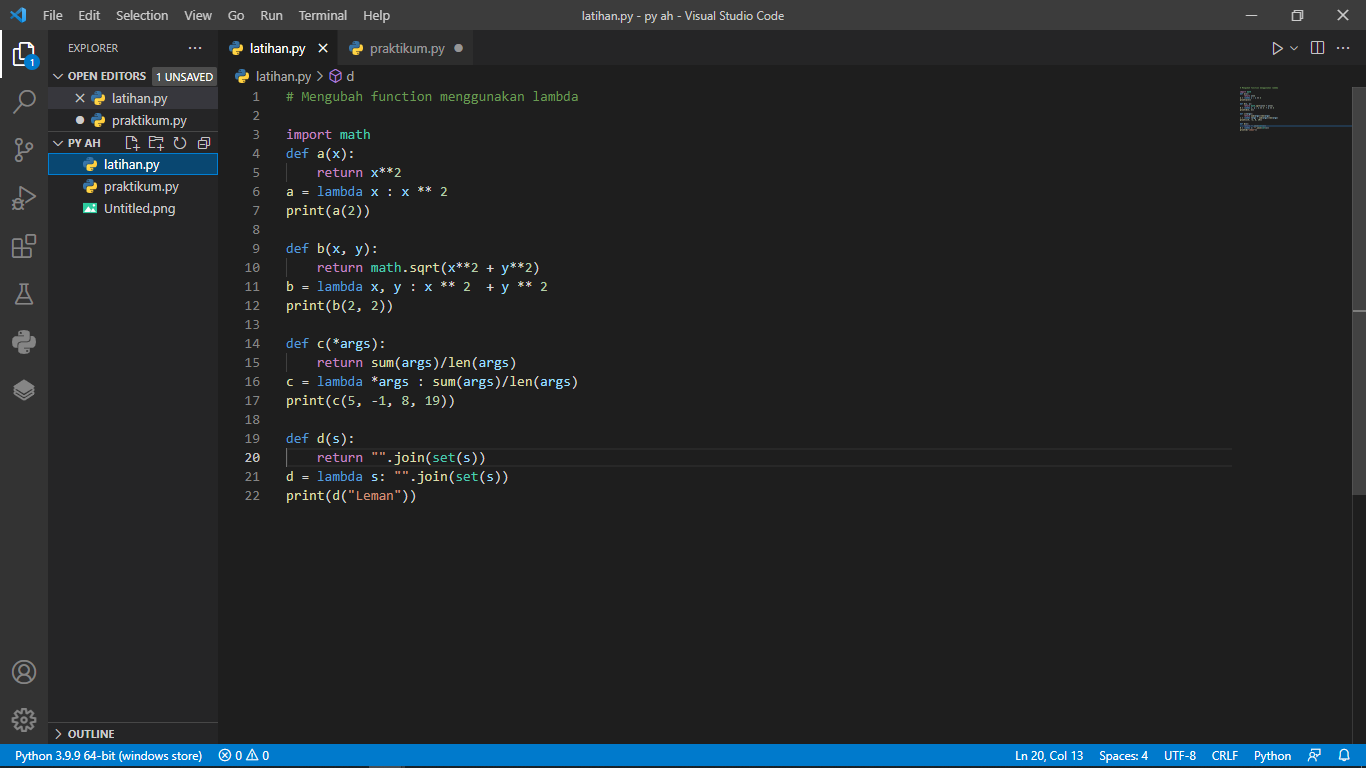 File Edit Selection View Go Run Terminal Help latihan.py - py ah - Visual Studio Code
EXPLORER
OPEN EDITORS 1 UNSAVED
latihan.py
praktikum.py
PY AH
latihan.py
praktikum.py
Untitled.png
OUTLINE
1
latihan.py praktikum.py
latihan.py > d
1 # Mengubah function menggunakan lambda
2
3 import math
4 def a(x):
5     return x**2
6 a = lambda x : x ** 2
7 print(a(2))
8
9 def b(x, y):
10     return math.sqrt(x**2 + y**2)
11 b = lambda x, y : x ** 2  + y ** 2
12 print(b(2, 2))
13
14 def c(*args):
15     return sum(args)/len(args)
16 c = lambda *args : sum(args)/len(args)
17 print(c(5, -1, 8, 19))
18
19 def d(s):
20     return "".join(set(s))
21 d = lambda s: "".join(set(s))
22 print(d("Leman"))
Python 3.9.9 64-bit (windows store) 0 0 Ln 20, Col 13 Spaces: 4 UTF-8 CRLF Python